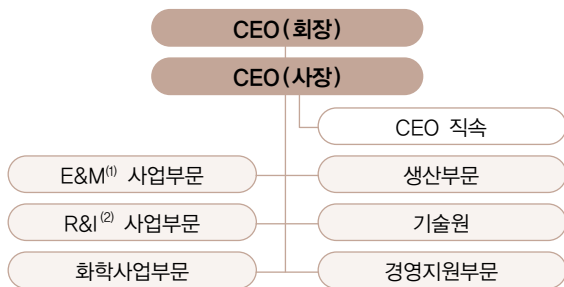 CEO(회장)
CEO(사장)
CEO 직속
E&M(1) 사업부문
생산부문
R&I(2) 사업부문
기술원
화학사업부문
경영지원부문